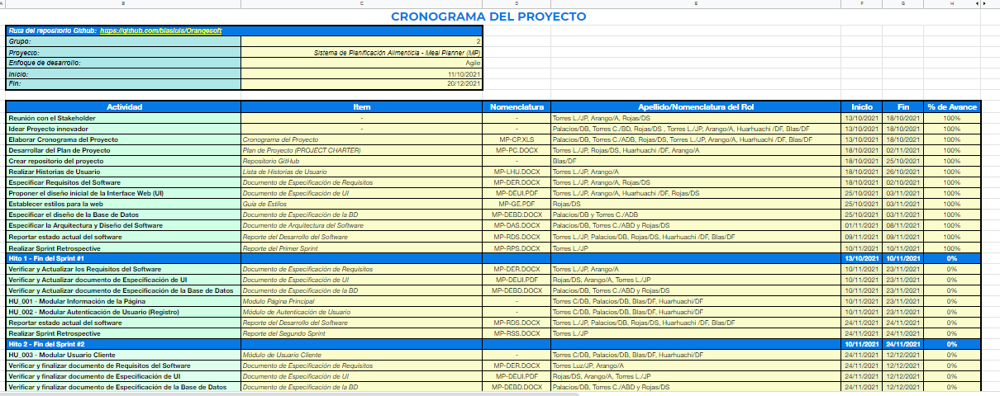 A B C D E F G H
CRONOGRAMA DEL PROYECTO
Ruta del repositorio Github: https://github.com/blasluis/Orangesoft
Grupo: 2
Proyecto: Sistema de Planificación Alimenticia - Meal Planner (MP)
Enfoque de desarrollo: Agile
Inicio: 11/10/2021
Fin: 20/12/2021
Actividad Item Nomenclatura Apellido/Nomenclatura del Rol Inicio Fin % de Avance
Reunión con el Stakeholder - - Torres L./JP, Arango/A, Rojas/DS 13/10/2021 18/10/2021 100%
Idear Proyecto innovador - - Palacios/DB, Torres C./BD, Rojas/DS , Torres L./JP, Arango/A, Huarhuachi /DF, Blas/DF 13/10/2021 18/10/2021 100%
Elaborar Cronograma del Proyecto Cronograma del Proyecto MP-CP.XLS Palacios/DB, Torres C./ADB, Rojas/DS, Torres L./JP, Arango/A, Huarhuachi /DF, Blas/DF 13/10/2021 18/10/2021 100%
Desarrollar del Plan de Proyecto Plan de Proyecto (PROJECT CHARTER) MP-PC.DOCX Torres L./JP, Rojas/DS, Huarhuachi /DF, Arango/A 18/10/2021 02/11/2021 100%
Crear repositorio del proyecto Repositorio GitHub - Blas/DF 18/10/2021 25/10/2021 100%
Realizar Historias de Usuario Lista de Historias de Usuario MP-LHU.DOCX Torres L./JP, Arango/A 18/10/2021 26/10/2021 100%
Especificar Requisitos del Software Documento de Especificación de Requisitos MP-DER.DOCX Torres L./JP, Arango/A, Rojas/DS 18/10/2021 02/10/2021 100%
Proponer el diseño inicial de la Interface Web (UI) Documento de Especificación de UI MP-DEUI.PDF Torres L./JP, Arango/A, Huarhuachi /DF, Rojas/DS 25/10/2021 03/11/2021 100%
Establecer estilos para la web Guía de Estilos MP-GE.PDF Rojas/DS 25/10/2021 03/11/2021 100%
Especificar el diseño de la Base de Datos Documento de Especificación de la BD MP-DEBD.DOCX Palacios/DB y Torres C./ADB 25/10/2021 03/11/2021 100%
Especificar la Arquitectura y Diseño del Software Documento de Arquitectura del Software MP-DAS.DOCX Palacios/DB, Torres C./ABD y Rojas/DS 01/11/2021 08/11/2021 100%
Reportar estado actual del software Reporte del Desarrollo del Software MP-RDS.DOCX Torres L./JP, Palacios/DB, Rojas/DS, Huarhuachi /DF, Blas/DF 09/11/2021 09/11/2021 100%
Realizar Sprint Retrospective Reporte del Primer Sprint MP-RPS.DOCX Torres L./JP 10/11/2021 10/11/2021 100%
Hito 1 - Fin del Sprint #1 13/10/2021 10/11/2021 0%
Verificar y Actualizar los Requisitos del Software Documento de Especificación de Requisitos MP-DER.DOCX Torres L./JP, Arango/A 10/11/2021 23/11/2021 0%
Verificar y Actualizar documento de Especificación de UI Documento de Especificación de UI MP-DEUI.PDF Rojas/DS, Arango/A, Torres L./JP 10/11/2021 23/11/2021 0%
Verificar y Actualizar documento de Especificación de la Base de Datos Documento de Especificación de la BD MP-DEBD.DOCX Palacios/DB, Torres C./ABD y Rojas/DS 10/11/2021 23/11/2021 0%
HU_001 - Modular Información de la Página Modulo Página Principal - Torres C/DB, Palacios/DB, Blas/DF, Huarhuachi/DF 10/11/2021 23/11/2021 0%
HU_002 - Modular Autenticación de Usuario (Registro) Módulo de Autenticación de Usuario - Torres C/DB, Palacios/DB, Blas/DF, Huarhuachi/DF 10/11/2021 23/11/2021 0%
Reportar estado actual del software Reporte del Desarrollo del Software MP-RDS.DOCX Torres L./JP, Palacios/DB, Rojas/DS, Huarhuachi /DF, Blas/DF 24/11/2021 24/11/2021 0%
Realizar Sprint Retrospective Reporte del Segundo Sprint MP-RSS.DOCX Torres L./JP 24/11/2021 24/11/2021 0%
Hito 2 - Fin del Sprint #2 10/11/2021 24/11/2021 0%
HU_003 - Modular Usuario Cliente Módulo de Usuario Cliente - Torres C/DB, Palacios/DB, Blas/DF, Huarhuachi/DF 24/11/2021 12/12/2021 0%
Verificar y finalizar documento de Requisitos del Software Documento de Especificación de Requisitos MP-DER.DOCX Torres Luz/JP, Arango/A 24/11/2021 12/12/2021 0%
Verificar y finalizar documento de Especificación de UI Documento de Especificación de UI MP-DEUI.PDF Rojas/DS, Arango/A, Torres L./JP 24/11/2021 12/12/2021 0%
Verificar y finalizar documento de Especificación de la Base de Datos Documento de Especificación de la BD MP-DEBD.DOCX Palacios/DB, Torres C./ABD y Rojas/DS 24/11/2021 12/12/2021 0%